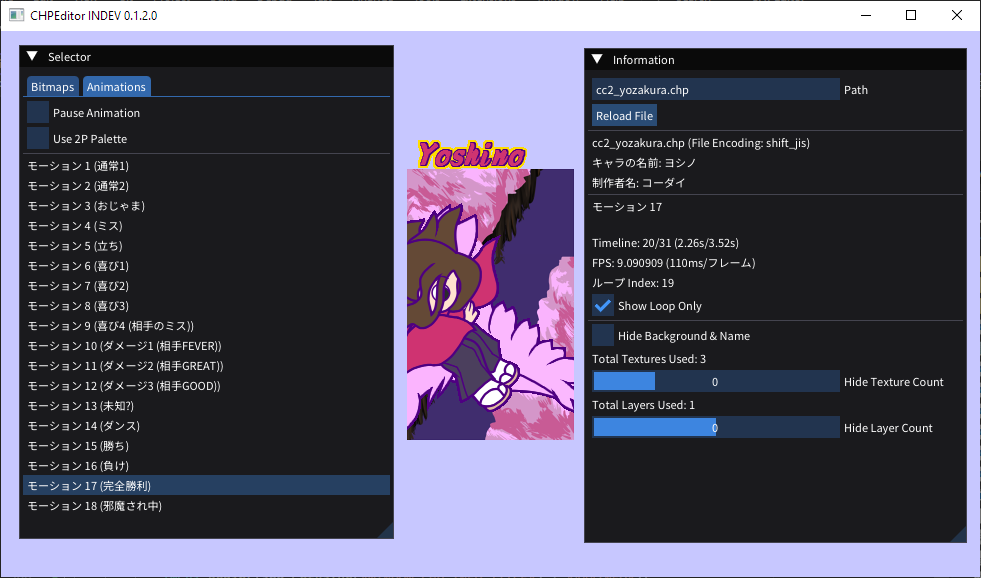 CHPEditor INDEV 0.1.2.0
Selector
Bitmaps Animations
Pause Animation
Use 2P Palette
モーション 1 (通常1)
モーション 2 (通常2)
モーション 3 (おじゃま)
モーション 4 (ミス)
モーション 5 (立ち)
モーション 6 (喜び1)
モーション 7 (喜び2)
モーション 8 (喜び3)
モーション 9 (喜び4 (相手のミス))
モーション 10 (ダメージ1 (相手FEVER))
モーション 11 (ダメージ2 (相手GREAT))
モーション 12 (ダメージ3 (相手GOOD))
モーション 13 (未知?)
モーション 14 (ダンス)
モーション 15 (勝ち)
モーション 16 (負け)
モーション 17 (完全勝利)
モーション 18 (邪魔され中)
Yoshino
Information
cc2_yozakura.chp Path
Reload File
cc2_yozakura.chp (File Encoding: shift_jis)
キャラの名前: ヨシノ
制作者名: コーダイ
モーション 17
Timeline: 20/31 (2.26s/3.52s)
FPS: 9.090909 (110ms/フレーム)
ループ Index: 19
Show Loop Only
Hide Background & Name
Total Textures Used: 3
0 Hide Texture Count
Total Layers Used: 1
0 Hide Layer Count